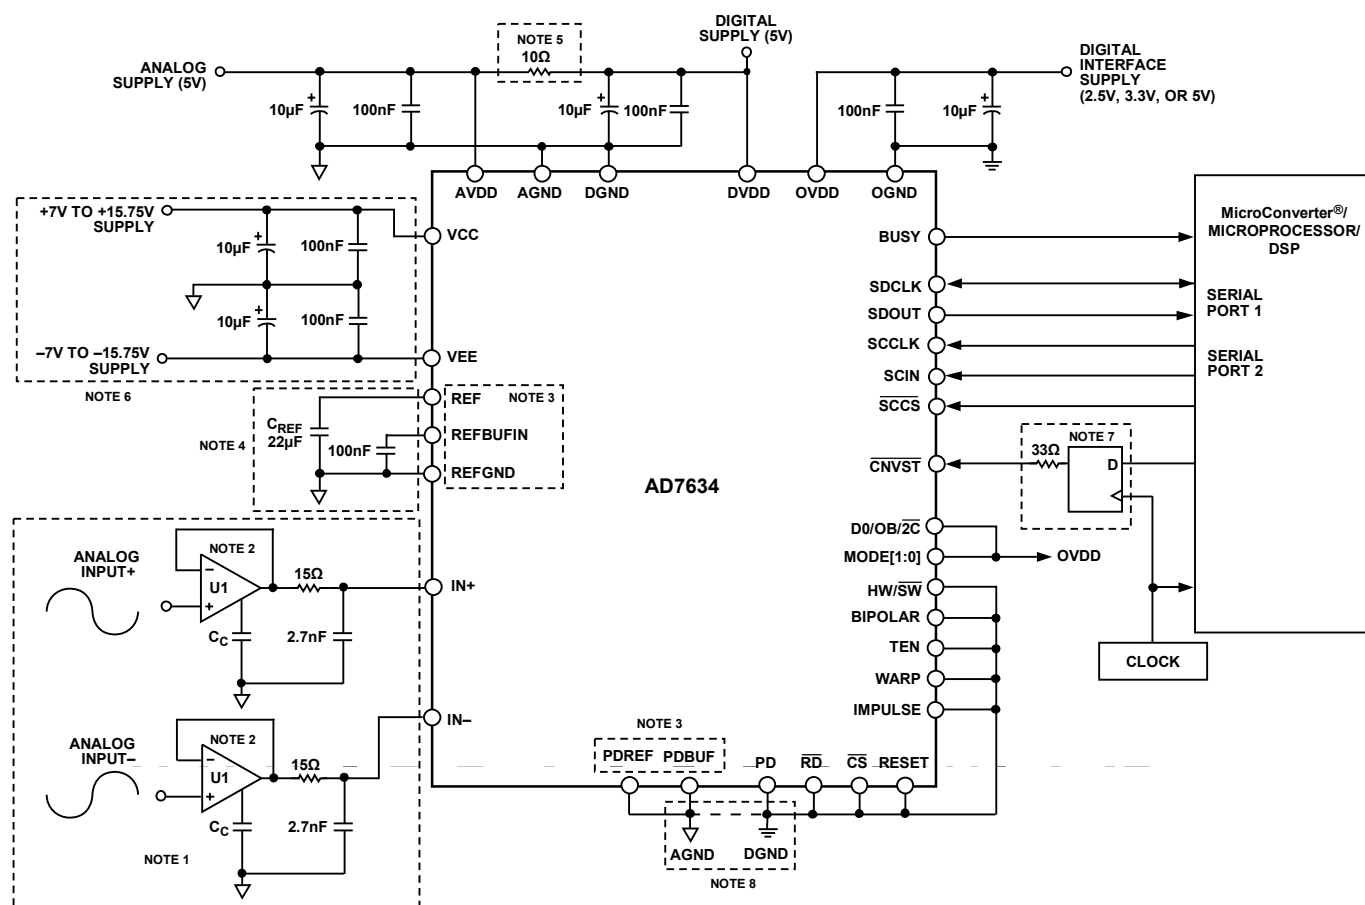 DIGITAL
SUPPLY (5V)
NOTE 5
10Ω
ANALOG
SUPPLY (5V)
DIGITAL
INTERFACE
SUPPLY
(2.5V, 3.3V, OR 5V)
+
10µF
100nF
+
10µF
100nF
100nF
+
10µF
AVDD
AGND
DGND
DVDD
OVDD
OGND
+7V TO +15.75V
SUPPLY
+
10µF
100nF
+
10µF
100nF
–7V TO –15.75V
SUPPLY
NOTE 6
VCC
VEE
REF
NOTE 3
REFBUFIN
REFGND
CREF
22µF
NOTE 4
100nF
AD7634
BUSY
SDCLK
SDOUT
SCCLK
SCIN
S̅C̅C̅S̅
C̅N̅V̅S̅T̅
D0/OB/2̅C̅
MODE[1:0]
HW/S̅W̅
BIPOLAR
TEN
WARP
IMPULSE
MicroConverter®/
MICROPROCESSOR/
DSP
SERIAL
PORT 1
SERIAL
PORT 2
NOTE 7
33Ω
D
OVDD
CLOCK
ANALOG
INPUT+
NOTE 2
–
U1
+
15Ω
CC
2.7nF
IN+
ANALOG
INPUT–
NOTE 2
–
U1
+
15Ω
CC
2.7nF
IN–
NOTE 1
NOTE 3
PDREF
PDBUF
PD
R̅D̅
C̅S̅
RESET
AGND
DGND
NOTE 8